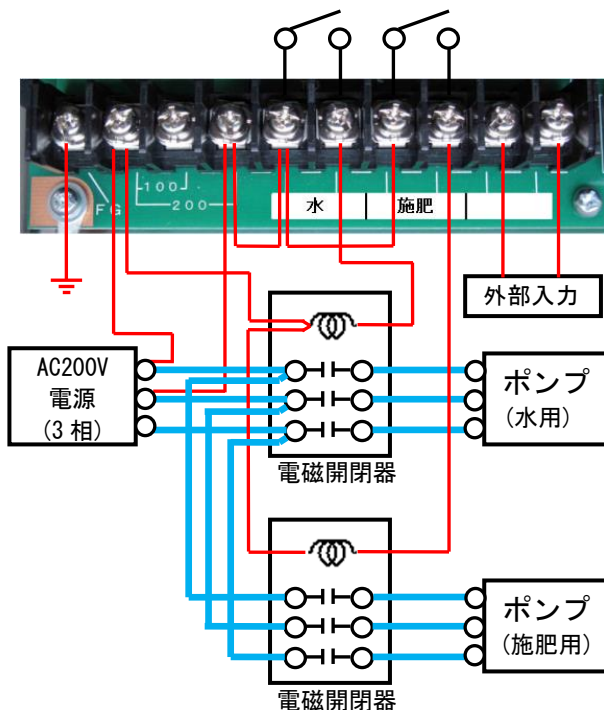 FG
100
200
水
施肥
外部入力
AC200V
電源
(3相)
ポンプ
(水用)
電磁開閉器
ポンプ
(施肥用)
電磁開閉器